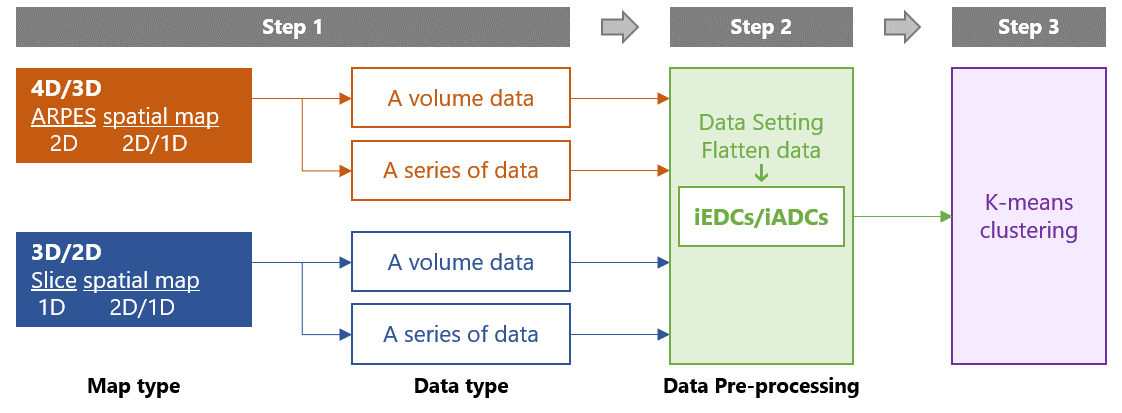 Step 1
Step 2
Step 3
4D/3D
ARPES spatial map
2D 2D/1D
A volume data
A series of data
3D/2D
Slice spatial map
1D 2D/1D
A volume data
A series of data
Data Setting
Flatten data
↓
iEDCs/iADCs
K-means
clustering
Map type
Data type
Data Pre-processing